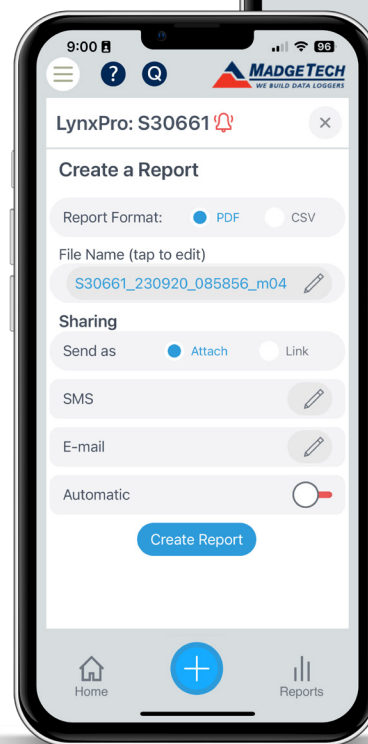 9:00 96
? Q MADGETECH
WE BUILD DATA LOGGERS
LynxPro: S30661
Create a Report
Report Format: PDF CSV
File Name (tap to edit)
S30661_230920_085856_m04
Sharing
Send as Attach Link
SMS
E-mail
Automatic
Create Report
Home Reports